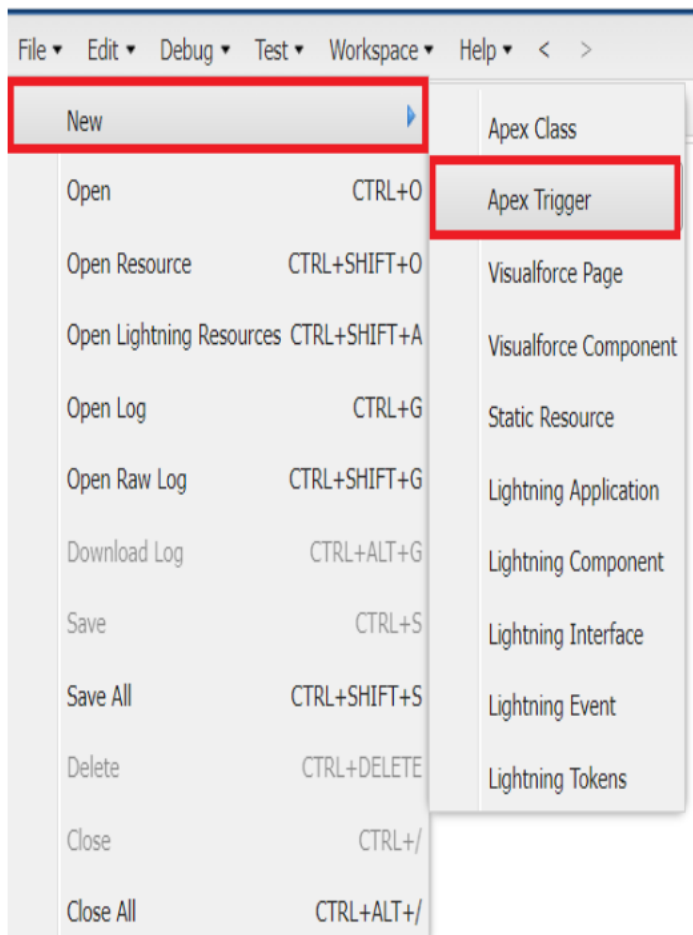 File ▾ Edit ▾ Debug ▾ Test ▾ Workspace ▾ Help ▾ < >
New
Open CTRL+O
Open Resource CTRL+SHIFT+O
Open Lightning Resources CTRL+SHIFT+A
Open Log CTRL+G
Open Raw Log CTRL+SHIFT+G
Download Log CTRL+ALT+G
Save CTRL+S
Save All CTRL+SHIFT+S
Delete CTRL+DELETE
Close CTRL+/
Close All CTRL+ALT+/
Apex Class
Apex Trigger
Visualforce Page
Visualforce Component
Static Resource
Lightning Application
Lightning Component
Lightning Interface
Lightning Event
Lightning Tokens